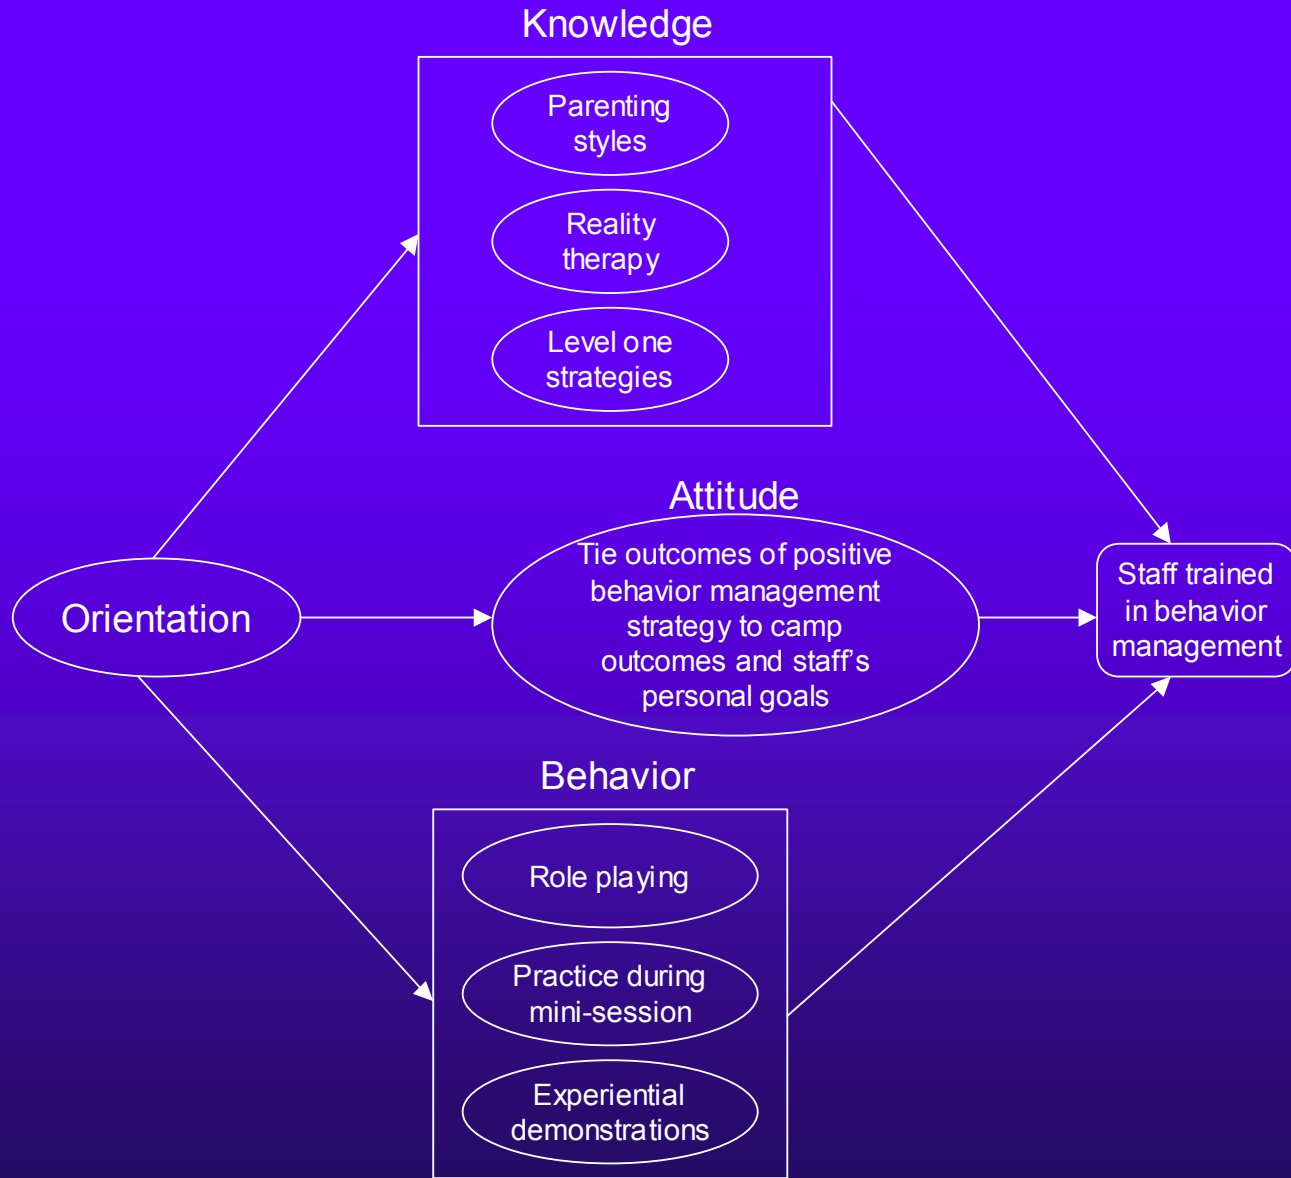 Knowledge
Parenting
styles
Reality
therapy
Level one
strategies
Attitude
Tie outcomes of positive
behavior management
strategy to camp
outcomes and staff’s
personal goals
Orientation
Staff trained
in behavior
management
Behavior
Role playing
Practice during
mini-session
Experiential
demonstrations